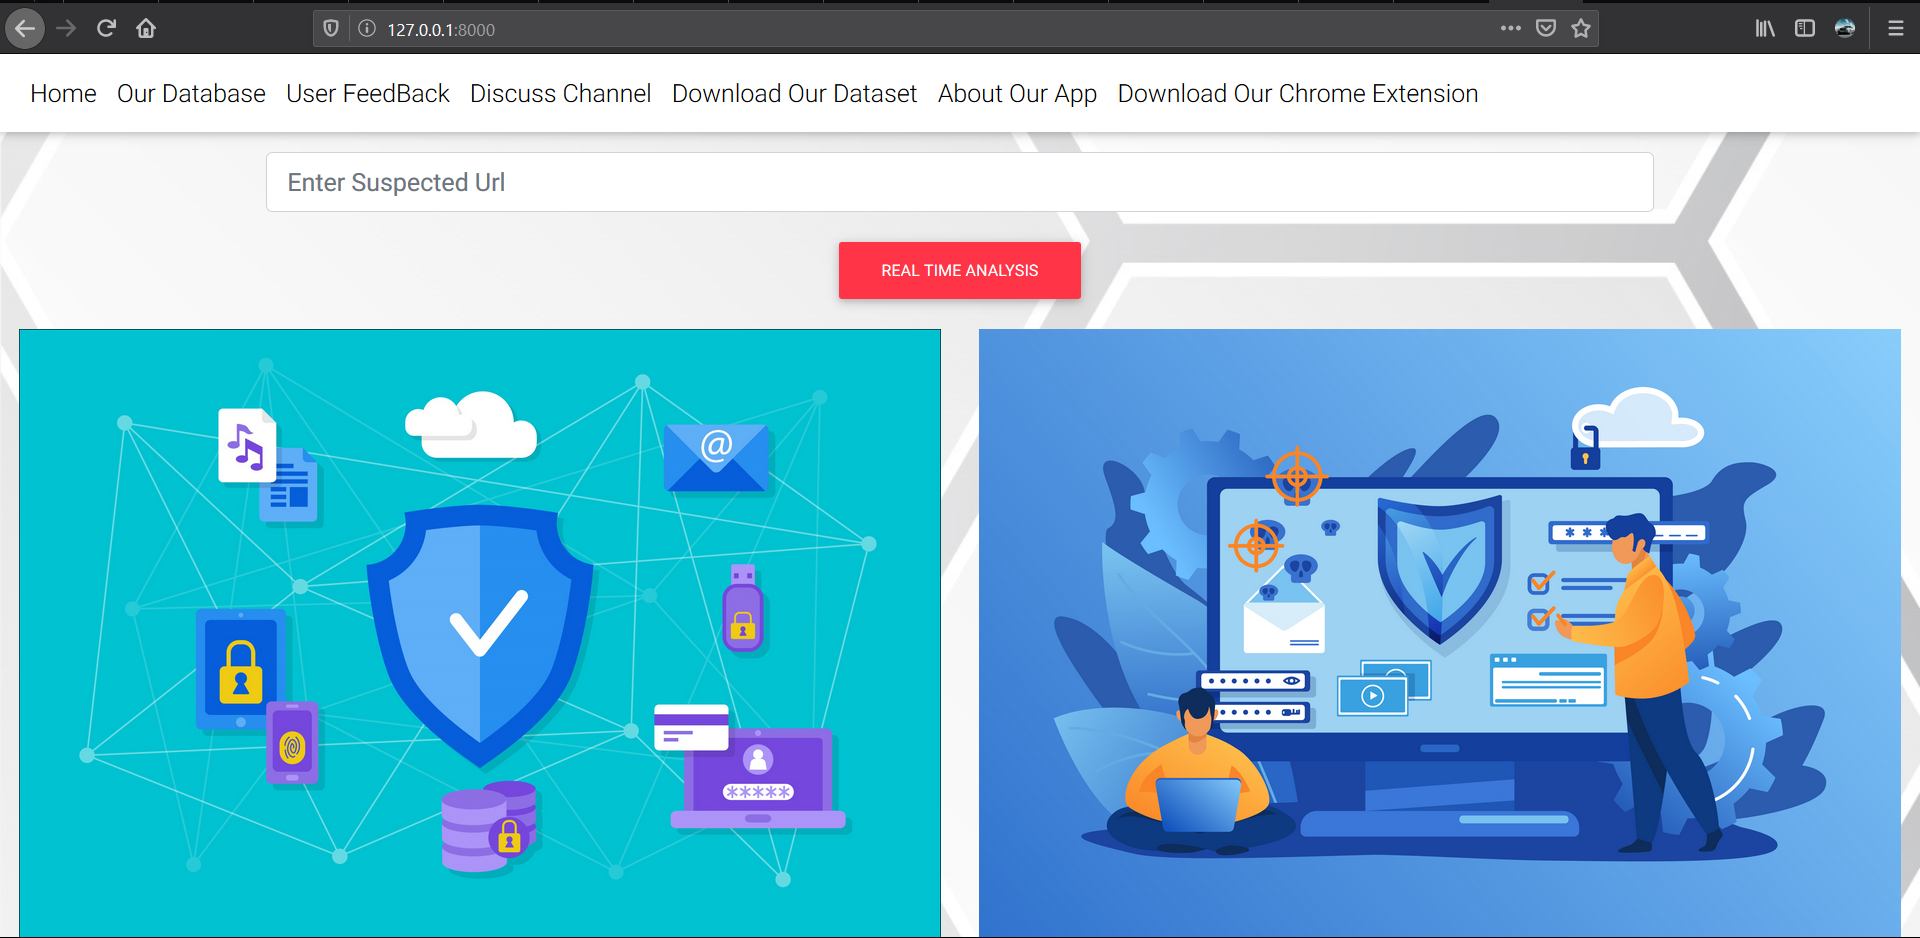 127.0.0.1:8000
Home Our Database User FeedBack Discuss Channel Download Our Dataset About Our App Download Our Chrome Extension
Enter Suspected Url
REAL TIME ANALYSIS
@
*****
* * *